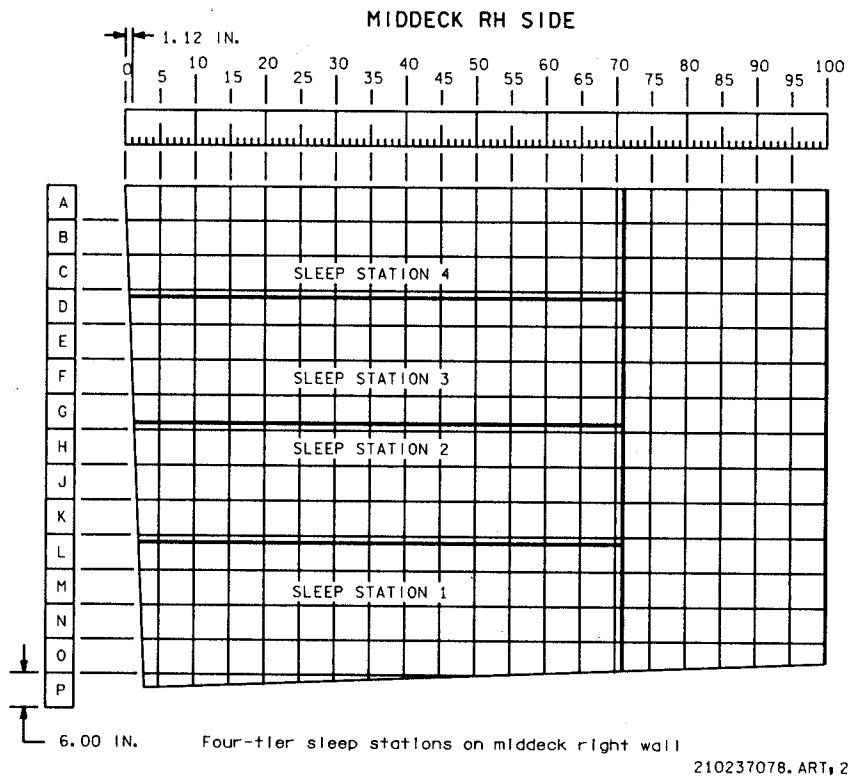 MIDDECK RH SIDE
1.12 IN.
0 5 10 15 20 25 30 35 40 45 50 55 60 65 70 75 80 85 90 95 100
A
B
C
SLEEP STATION 4
D
E
F
SLEEP STATION 3
G
H
SLEEP STATION 2
J
K
L
M
SLEEP STATION 1
N
O
P
6.00 IN.
Four-tier sleep stations on middeck right wall
210237078.ART, 2